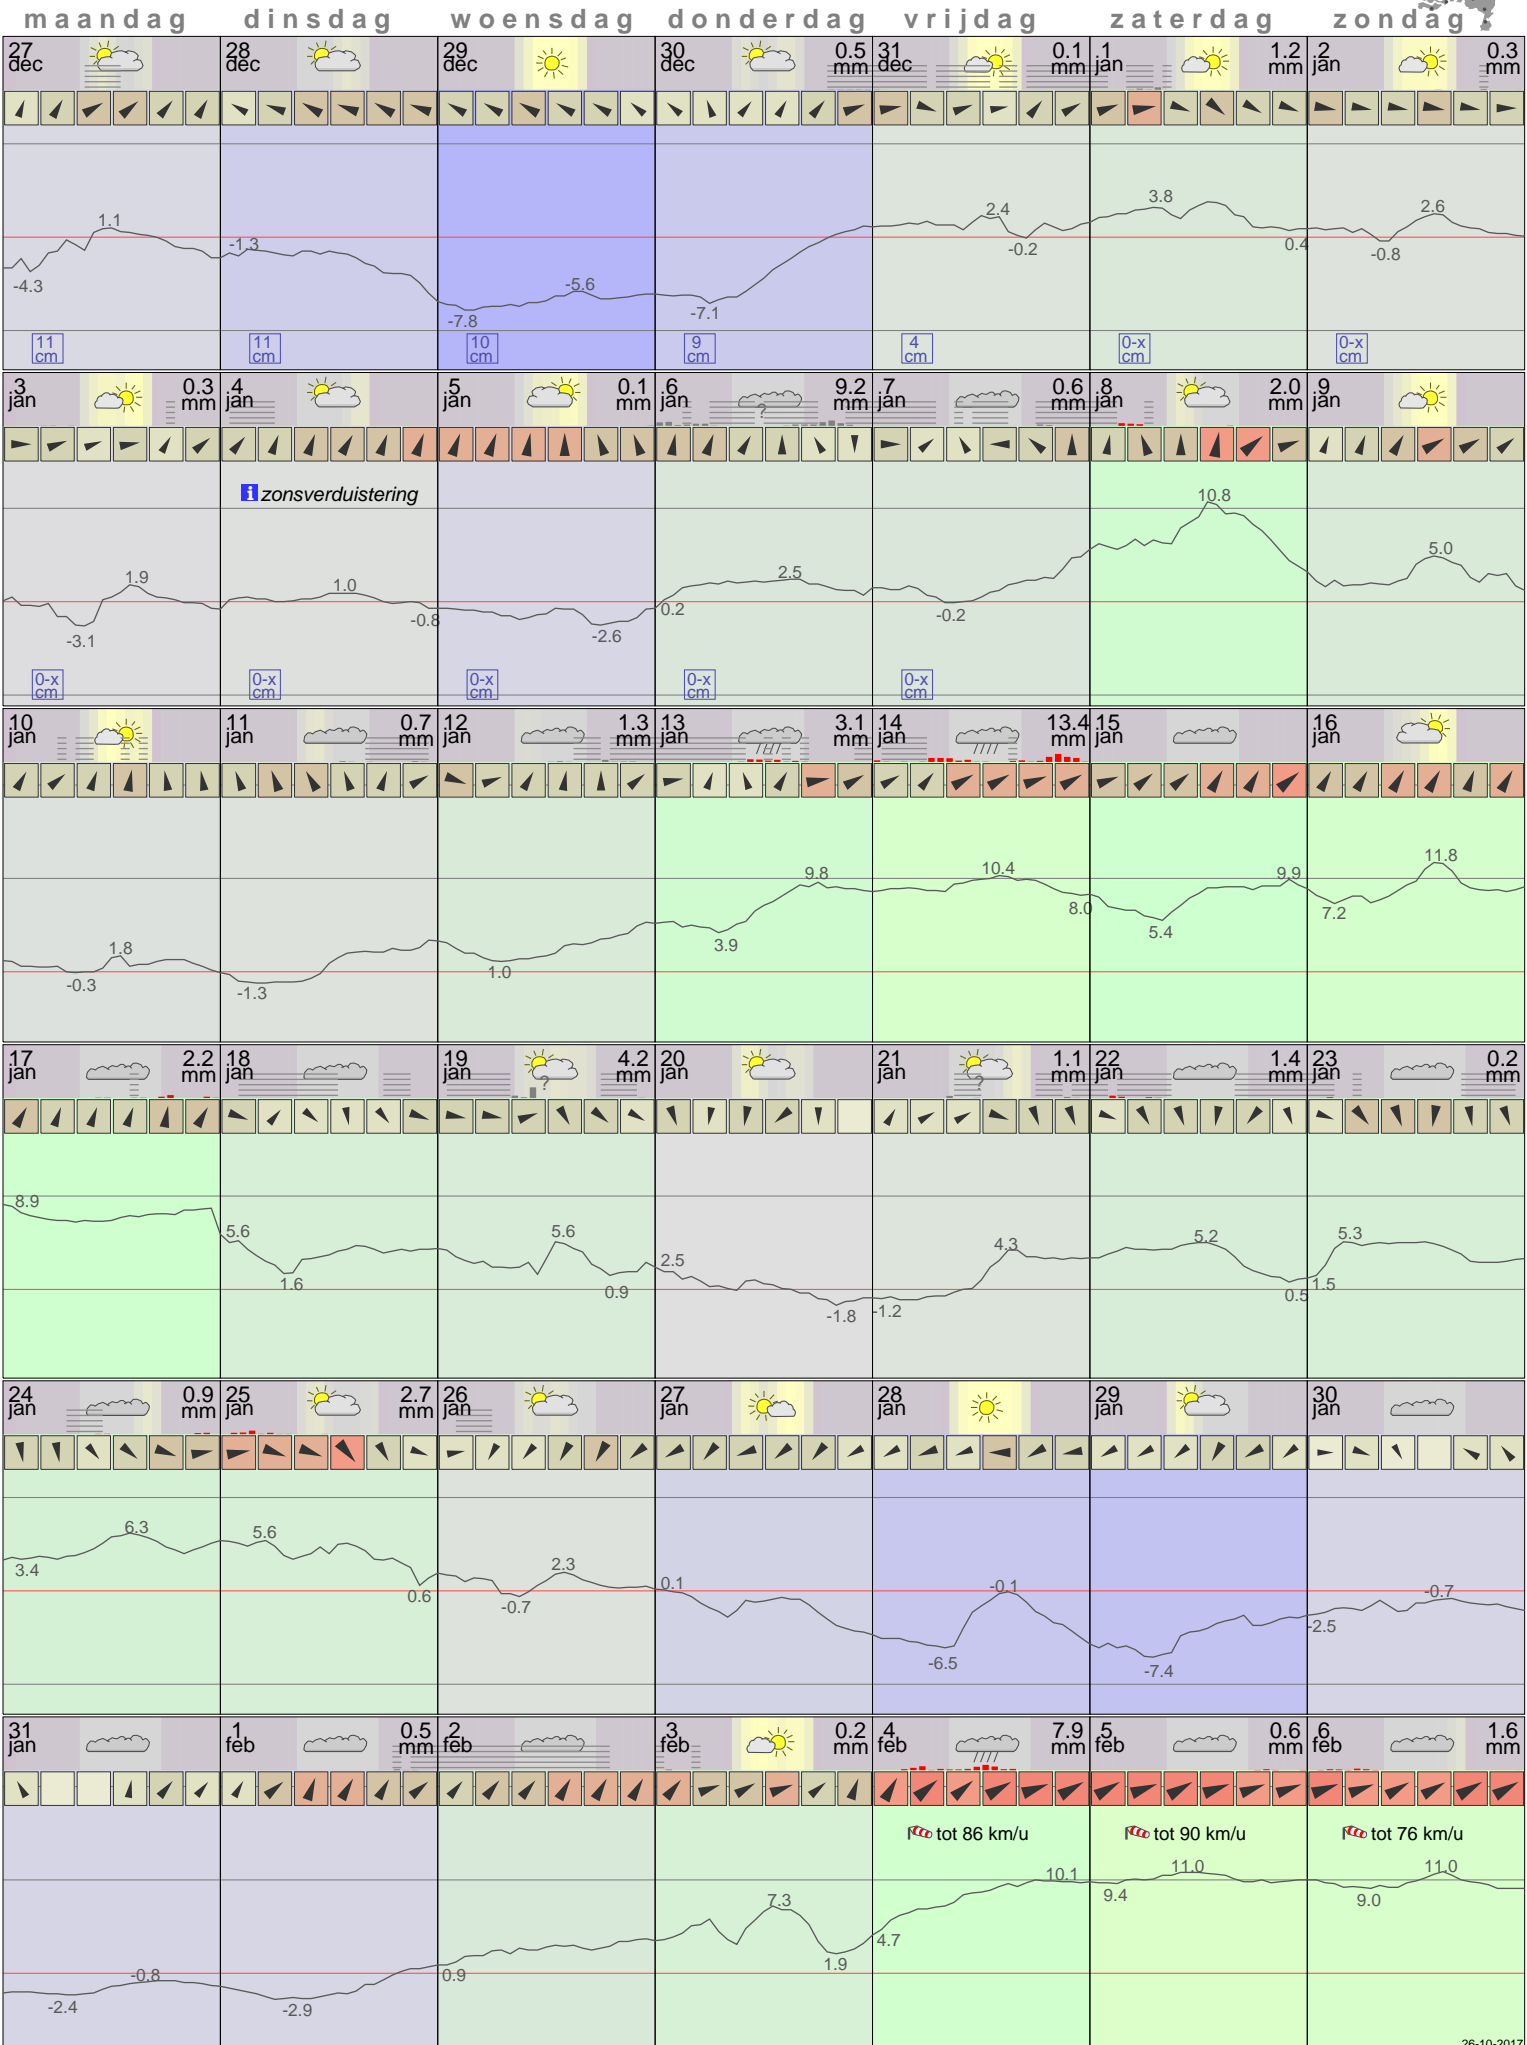 maandag dinsdag woensdag donderdag vrijdag zaterdag zondag
27 dec
28 dec
29 dec
30 dec 0.5 mm
31 dec 0.1 mm
1 jan 1.2 mm
2 jan 0.3 mm
1.1 -1.3 -5.6 2.4 3.8 2.6
-4.3 -7.8 -7.1 -0.2 0.4 -0.8
11 cm
11 cm
10 cm
9 cm
4 cm
0-x cm
0-x cm
3 jan 0.3 mm
4 jan
5 jan 0.1 mm
6 jan 9.2 mm
?
7 jan 0.6 mm
8 jan 2.0 mm
9 jan
i zonsverduistering
1.9 1.0 2.5 10.8 5.0
-3.1 -0.8 -2.6 0.2 -0.2
0-x cm
0-x cm
0-x cm
0-x cm
0-x cm
10 jan
11 jan 0.7 mm
12 jan 1.3 mm
13 jan 3.1 mm
14 jan 13.4 mm
15 jan
16 jan
1.8 9.8 10.4 9.9 11.8
-0.3 -1.3 1.0 3.9 8.0 5.4 7.2
17 jan 2.2 mm
18 jan
19 jan 4.2 mm
?
20 jan
21 jan 1.1 mm
?
22 jan 1.4 mm
23 jan 0.2 mm
8.9 5.6 5.6 2.5 4.3 5.2 5.3
1.6 0.9 -1.8 -1.2 0.5 1.5
24 jan 0.9 mm
25 jan 2.7 mm
26 jan
27 jan
28 jan
29 jan
30 jan
6.3 5.6 2.3 0.1 -0.1 -0.7
3.4 0.6 -0.7 -6.5 -7.4 -2.5
31 jan
1 feb 0.5 mm
2 feb
3 feb 0.2 mm
4 feb 7.9 mm
5 feb 0.6 mm
6 feb 1.6 mm
tot 86 km/u
tot 90 km/u
tot 76 km/u
-0.8 7.3 10.1 11.0 11.0
-2.4 -2.9 0.9 1.9 4.7 9.4 9.0
26-10-2017